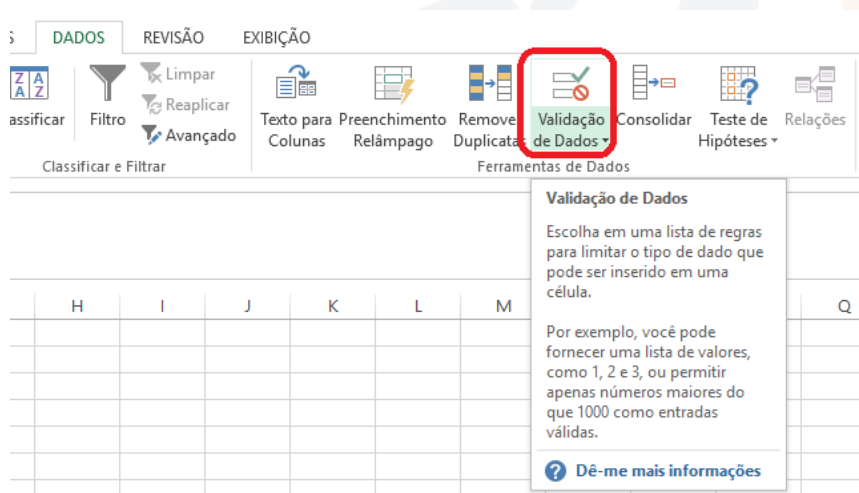 S DADOS REVISÃO EXIBIÇÃO
Z A
A Z
assificar
Filtro
Limpar
Reaplicar
Avançado
Classificar e Filtrar
Texto para
Colunas
Preenchimento
Relâmpago
Remove
Duplicatas
Validação
de Dados
Consolidar
Teste de
Hipóteses
Relações
Ferramentas de Dados
Validação de Dados
Escolha em uma lista de regras
para limitar o tipo de dado que
pode ser inserido em uma
célula.
Por exemplo, você pode
fornecer uma lista de valores,
como 1, 2 e 3, ou permitir
apenas números maiores do
que 1000 como entradas
válidas.
? Dê-me mais informações
H I J K L M Q